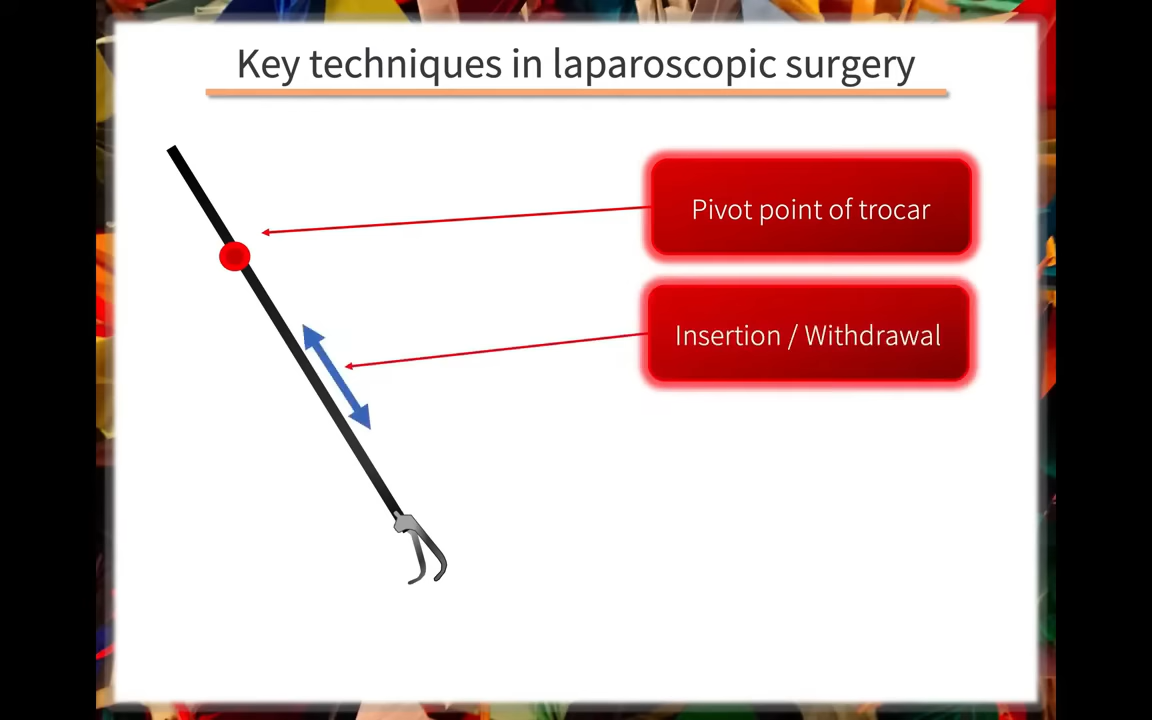 Key techniques in laparoscopic surgery
Pivot point of trocar
Insertion / Withdrawal